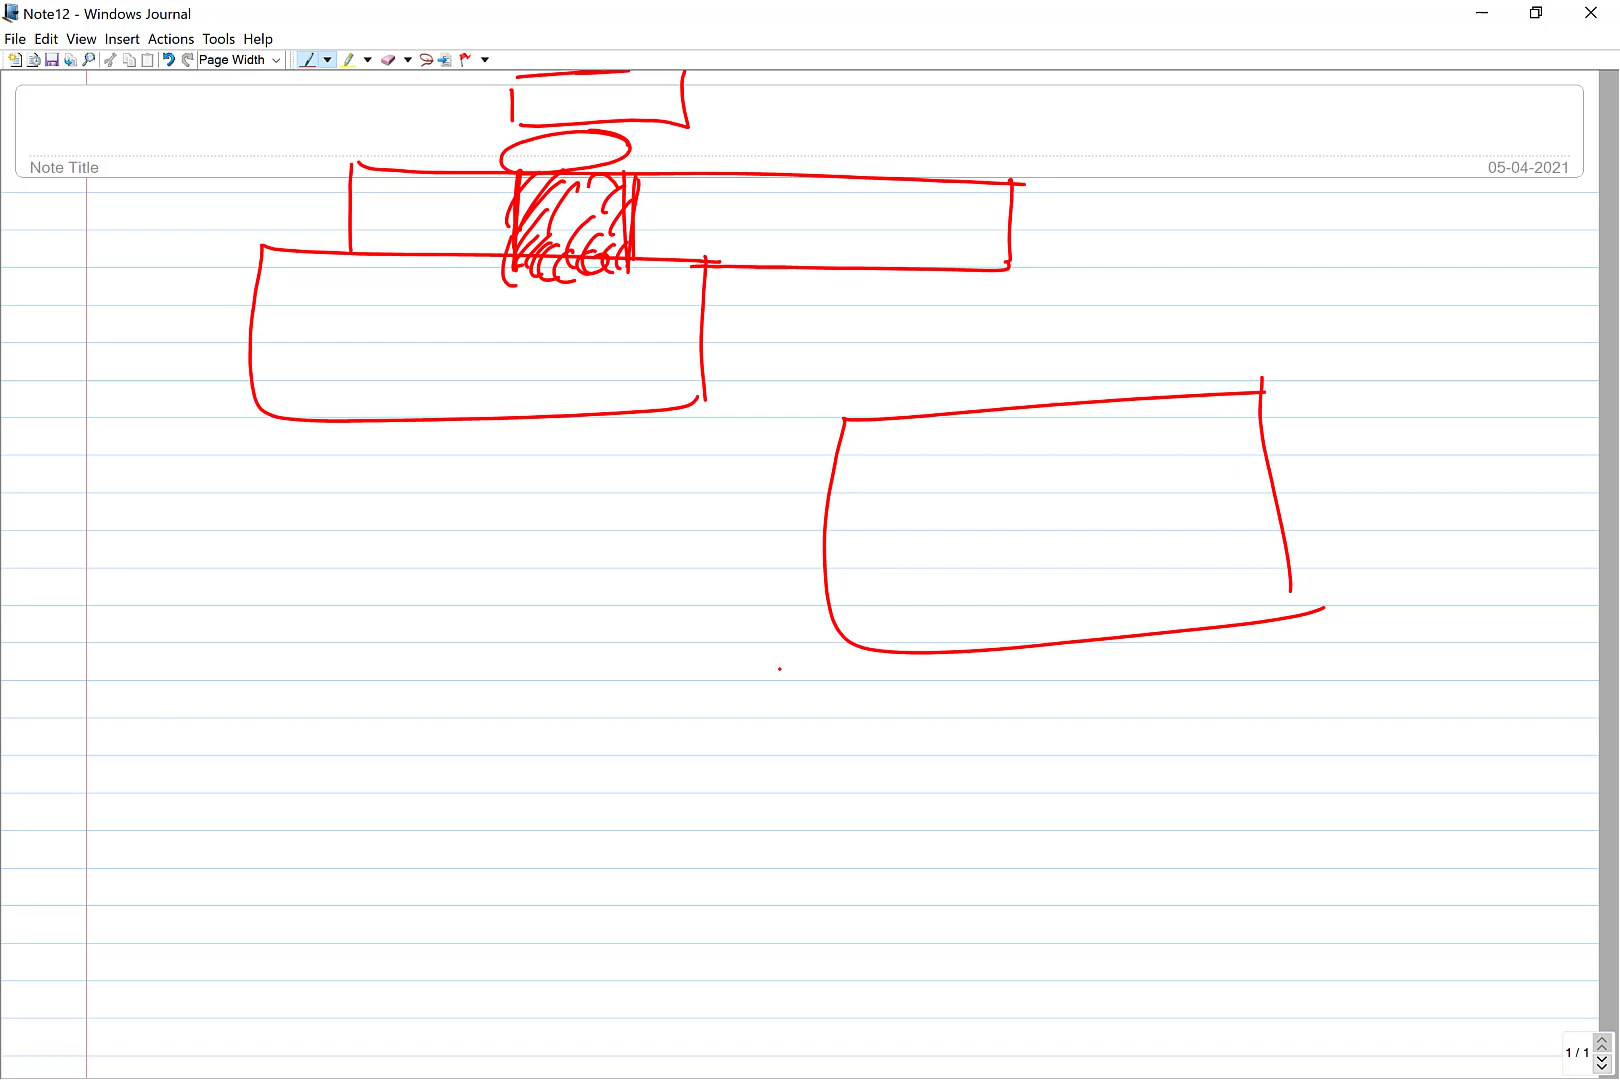 Note12 - Windows Journal
File Edit View Insert Actions Tools Help
Page Width
Note Title 05-04-2021
1 / 1